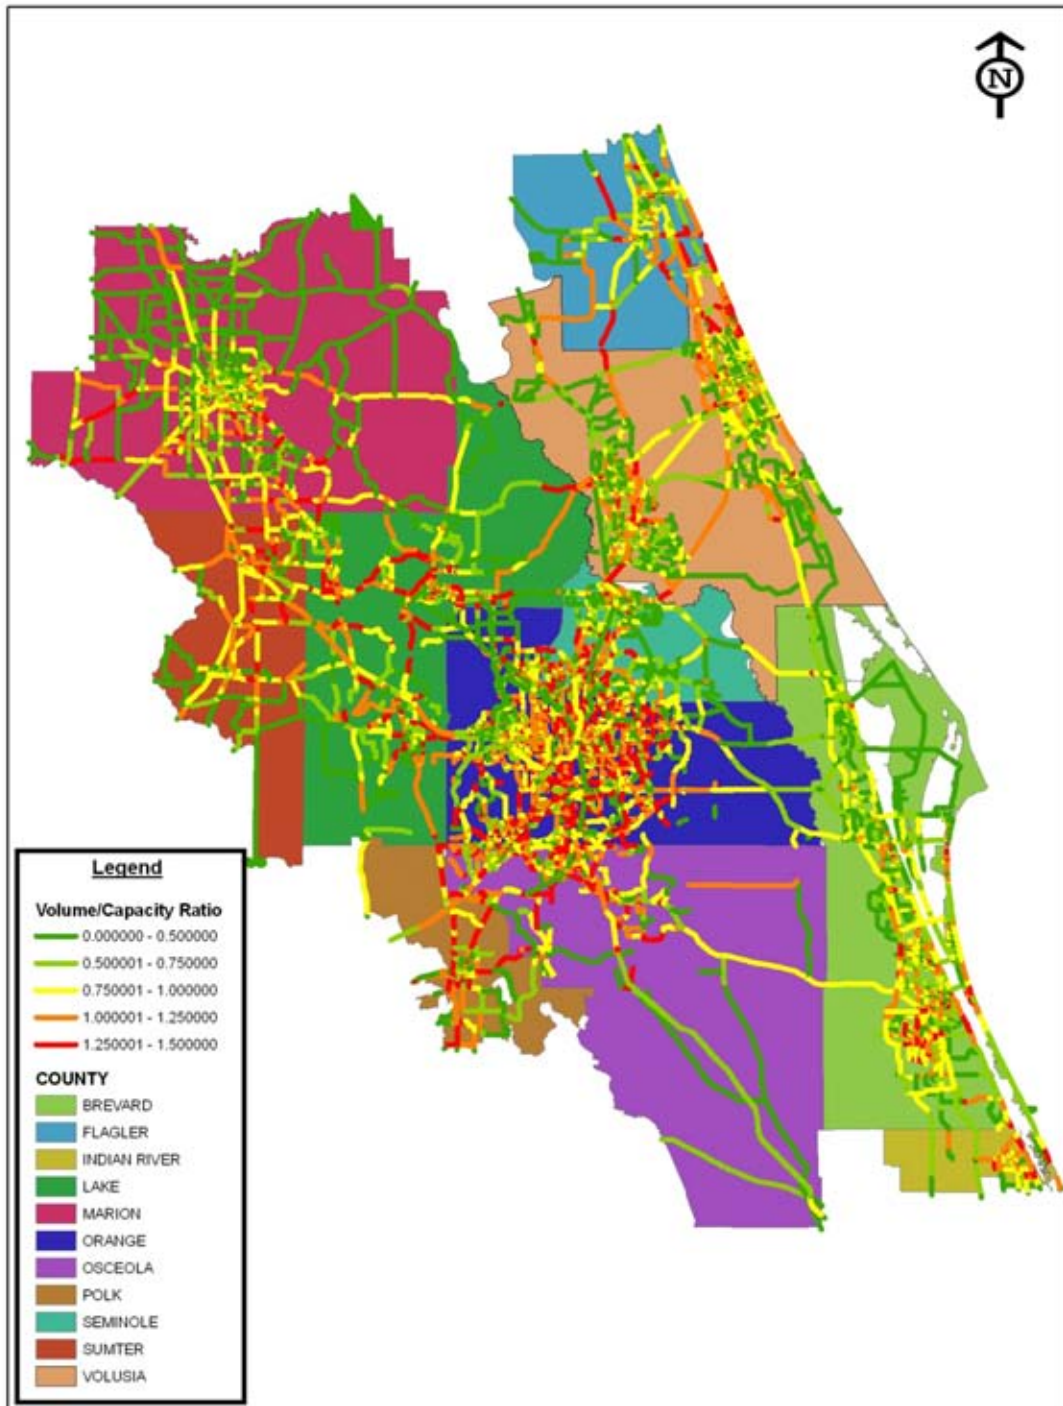 N
Legend
Volume/Capacity Ratio
0.000000 - 0.500000
0.500001 - 0.750000
0.750001 - 1.000000
1.000001 - 1.250000
1.250001 - 1.500000
COUNTY
BREVARD
FLAGLER
INDIAN RIVER
LAKE
MARION
ORANGE
OSCEOLA
POLK
SEMINOLE
SUMTER
VOLUSIA